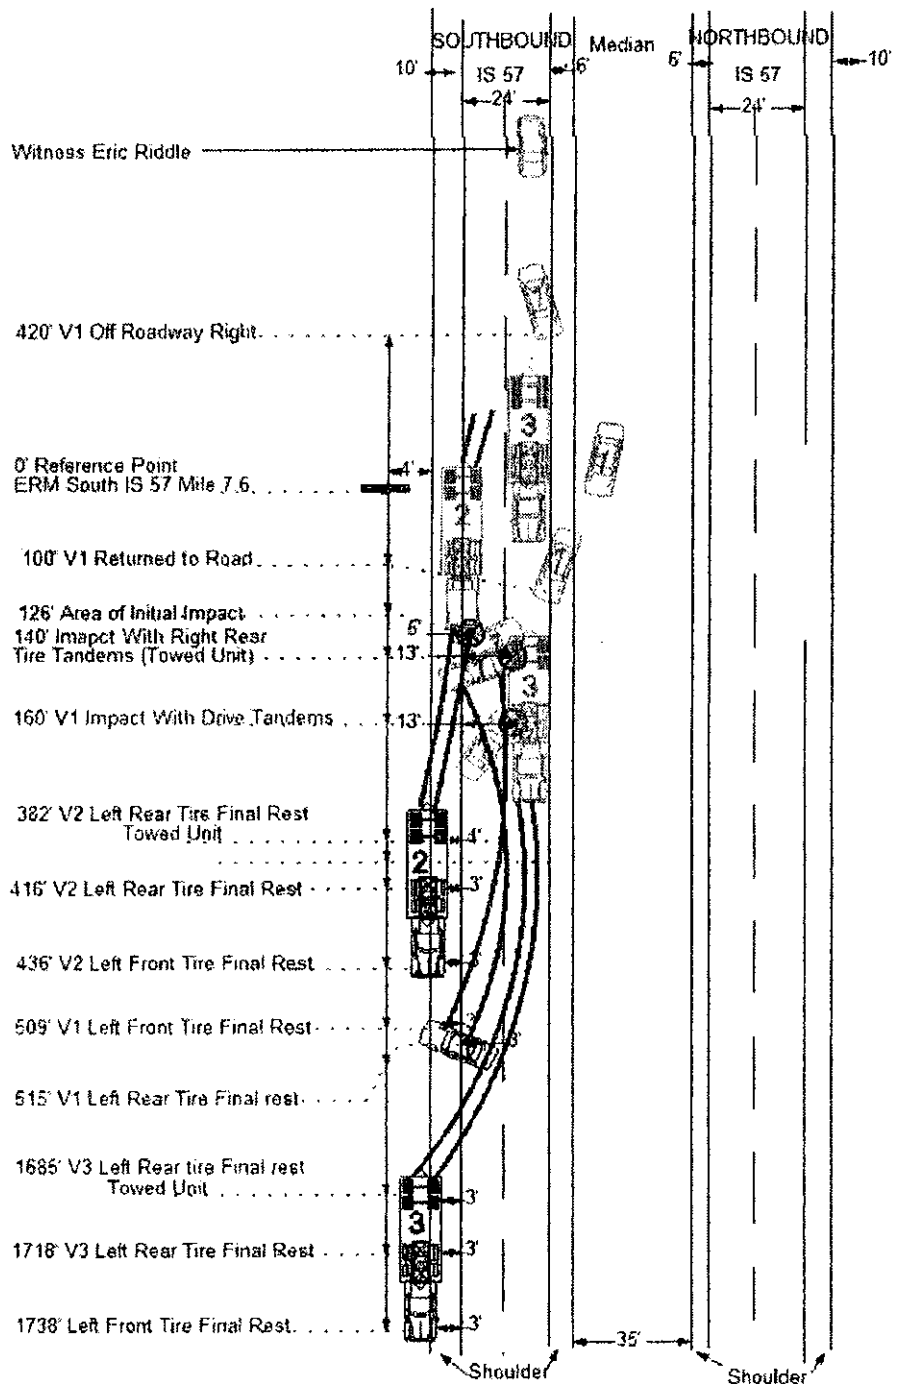 SOUTHBOUND
Median
NORTHBOUND
10'
IS 57
6'
6'
IS 57
10'
24'
24'
Witness Eric Riddle
420' V1 Off Roadway Right
3
1
0' Reference Point
4'
ERM South IS 57 Mile 7.6
2
100' V1 Returned to Road
1
126' Area of Initial Impact
140' Imapct With Right Rear
6'
Tire Tandems (Towed Unit)
13'
3
160' V1 Impact With Drive Tandems
13'
382' V2 Left Rear Tire Final Rest
Towed Unit
4'
2
416' V2 Left Rear Tire Final Rest
3'
436' V2 Left Front Tire Final Rest
509' V1 Left Front Tire Final Rest
3'
515' V1 Left Rear Tire Final rest
1685' V3 Left Rear tire Final rest
Towed Unit
3'
3
1718' V3 Left Rear Tire Final Rest
3'
1738' Left Front Tire Final Rest
3'
35'
Shoulder
Shoulder